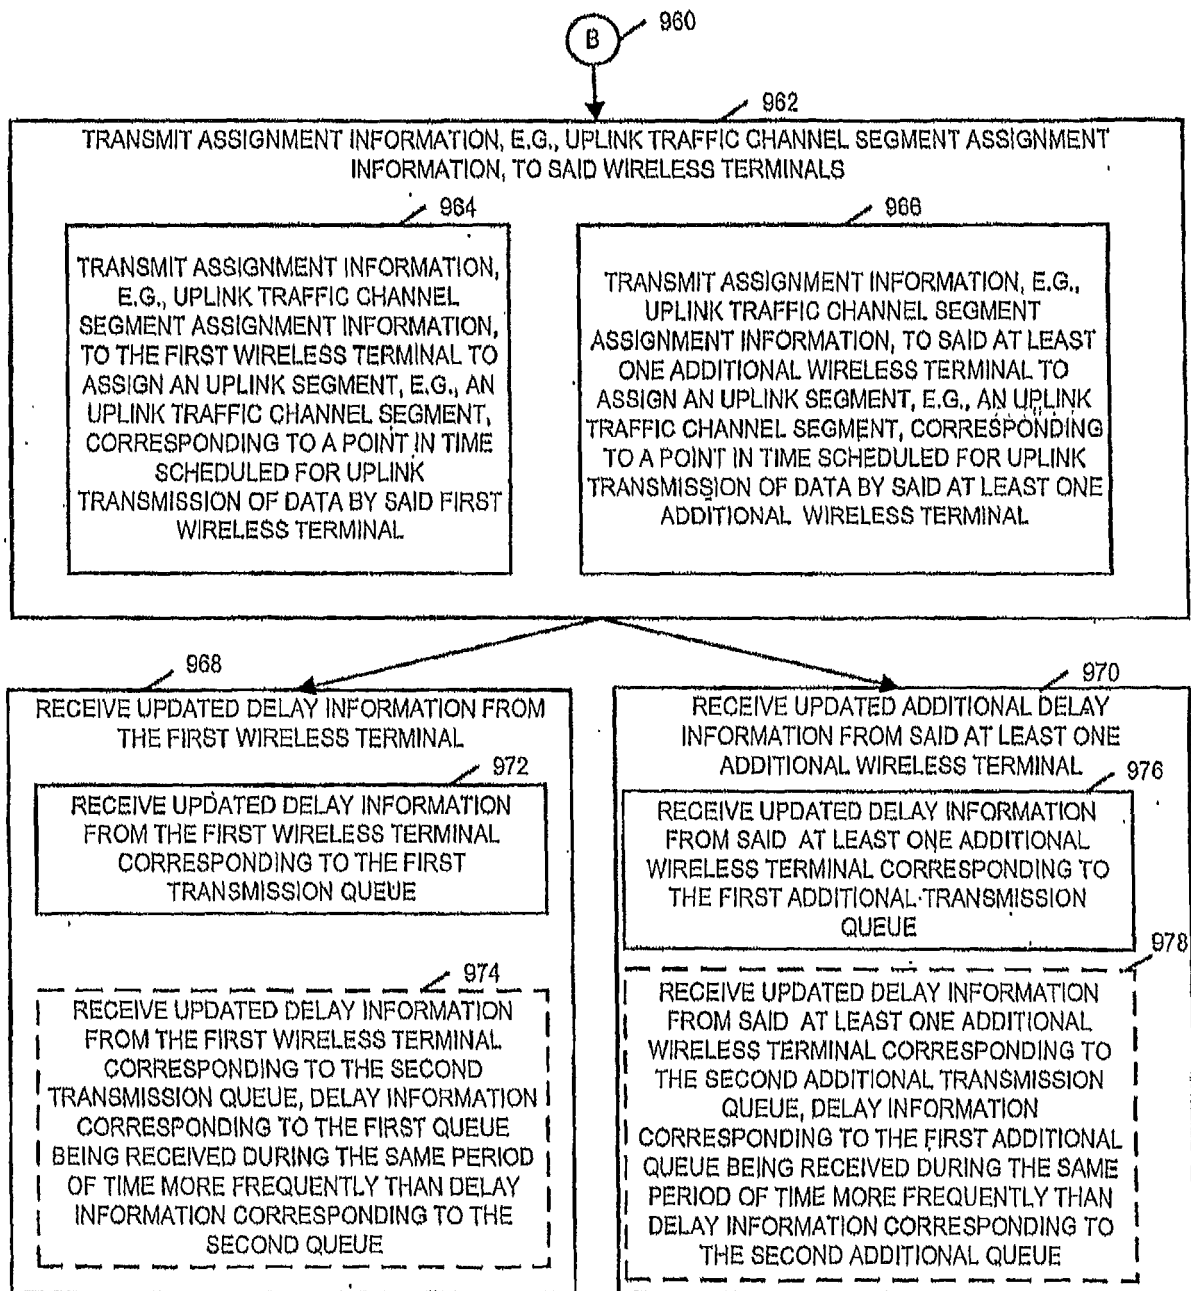 B
960
962
TRANSMIT ASSIGNMENT INFORMATION, E.G., UPLINK TRAFFIC CHANNEL SEGMENT ASSIGNMENT
INFORMATION, TO SAID WIRELESS TERMINALS
964
TRANSMIT ASSIGNMENT INFORMATION,
E.G., UPLINK TRAFFIC CHANNEL
SEGMENT ASSIGNMENT INFORMATION,
TO THE FIRST WIRELESS TERMINAL TO
ASSIGN AN UPLINK SEGMENT, E.G., AN
UPLINK TRAFFIC CHANNEL SEGMENT,
CORRESPONDING TO A POINT IN TIME
SCHEDULED FOR UPLINK
TRANSMISSION OF DATA BY SAID FIRST
WIRELESS TERMINAL
966
TRANSMIT ASSIGNMENT INFORMATION, E.G.,
UPLINK TRAFFIC CHANNEL SEGMENT
ASSIGNMENT INFORMATION, TO SAID AT LEAST
ONE ADDITIONAL WIRELESS TERMINAL TO
ASSIGN AN UPLINK SEGMENT, E.G., AN UPLINK
TRAFFIC CHANNEL SEGMENT, CORRESPONDING
TO A POINT IN TIME SCHEDULED FOR UPLINK
TRANSMISSION OF DATA BY SAID AT LEAST ONE
ADDITIONAL WIRELESS TERMINAL
968
RECEIVE UPDATED DELAY INFORMATION FROM
THE FIRST WIRELESS TERMINAL
972
RECEIVE UPDATED DELAY INFORMATION
FROM THE FIRST WIRELESS TERMINAL
CORRESPONDING TO THE FIRST
TRANSMISSION QUEUE
974
RECEIVE UPDATED DELAY INFORMATION
FROM THE FIRST WIRELESS TERMINAL
CORRESPONDING TO THE SECOND
TRANSMISSION QUEUE, DELAY INFORMATION
CORRESPONDING TO THE FIRST QUEUE
BEING RECEIVED DURING THE SAME PERIOD
OF TIME MORE FREQUENTLY THAN DELAY
INFORMATION CORRESPONDING TO THE
SECOND QUEUE
970
RECEIVE UPDATED ADDITIONAL DELAY
INFORMATION FROM SAID AT LEAST ONE
ADDITIONAL WIRELESS TERMINAL
976
RECEIVE UPDATED DELAY INFORMATION
FROM SAID AT LEAST ONE ADDITIONAL
WIRELESS TERMINAL CORRESPONDING TO
THE FIRST ADDITIONAL TRANSMISSION
QUEUE
978
RECEIVE UPDATED DELAY INFORMATION
FROM SAID AT LEAST ONE ADDITIONAL
WIRELESS TERMINAL CORRESPONDING TO
THE SECOND ADDITIONAL TRANSMISSION
QUEUE, DELAY INFORMATION
CORRESPONDING TO THE FIRST ADDITIONAL
QUEUE BEING RECEIVED DURING THE SAME
PERIOD OF TIME MORE FREQUENTLY THAN
DELAY INFORMATION CORRESPONDING TO
THE SECOND ADDITIONAL QUEUE